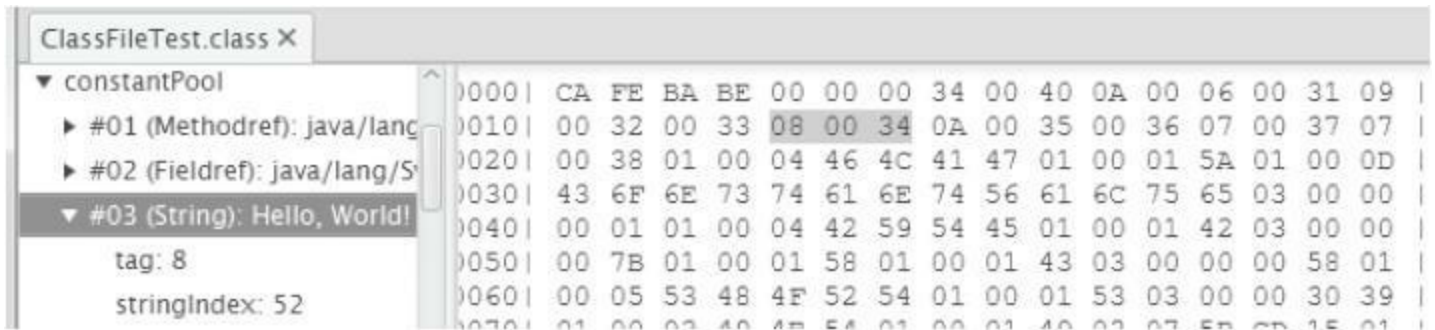 ClassFileTest.class ×
▼ constantPool
▶ #01 (Methodref): java/lang
▶ #02 (Fieldref): java/lang/S
▼ #03 (String): Hello, World!
tag: 8
stringIndex: 52
0000| CA FE BA BE 00 00 00 34 00 40 0A 00 06 00 31 09 |
0010| 00 32 00 33 08 00 34 0A 00 35 00 36 07 00 37 07 |
0020| 00 38 01 00 04 46 4C 41 47 01 00 01 5A 01 00 0D |
0030| 43 6F 6E 73 74 61 6E 74 56 61 6C 75 65 03 00 00 |
0040| 00 01 01 00 04 42 59 54 45 01 00 01 42 03 00 00 |
0050| 00 7B 01 00 01 58 01 00 01 43 03 00 00 00 58 01 |
0060| 00 05 53 48 4F 52 54 01 00 01 53 03 00 00 30 39 |